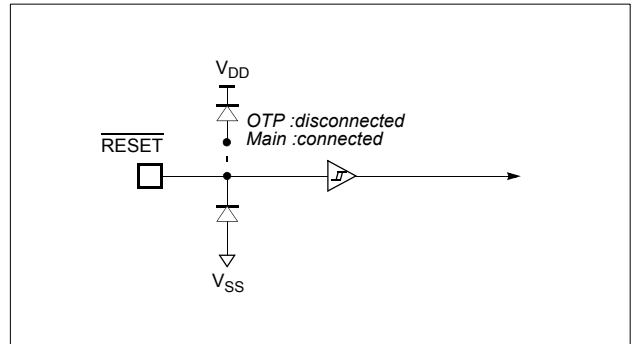 VDD
OTP :disconnected
Main :connected
RESET
VSS